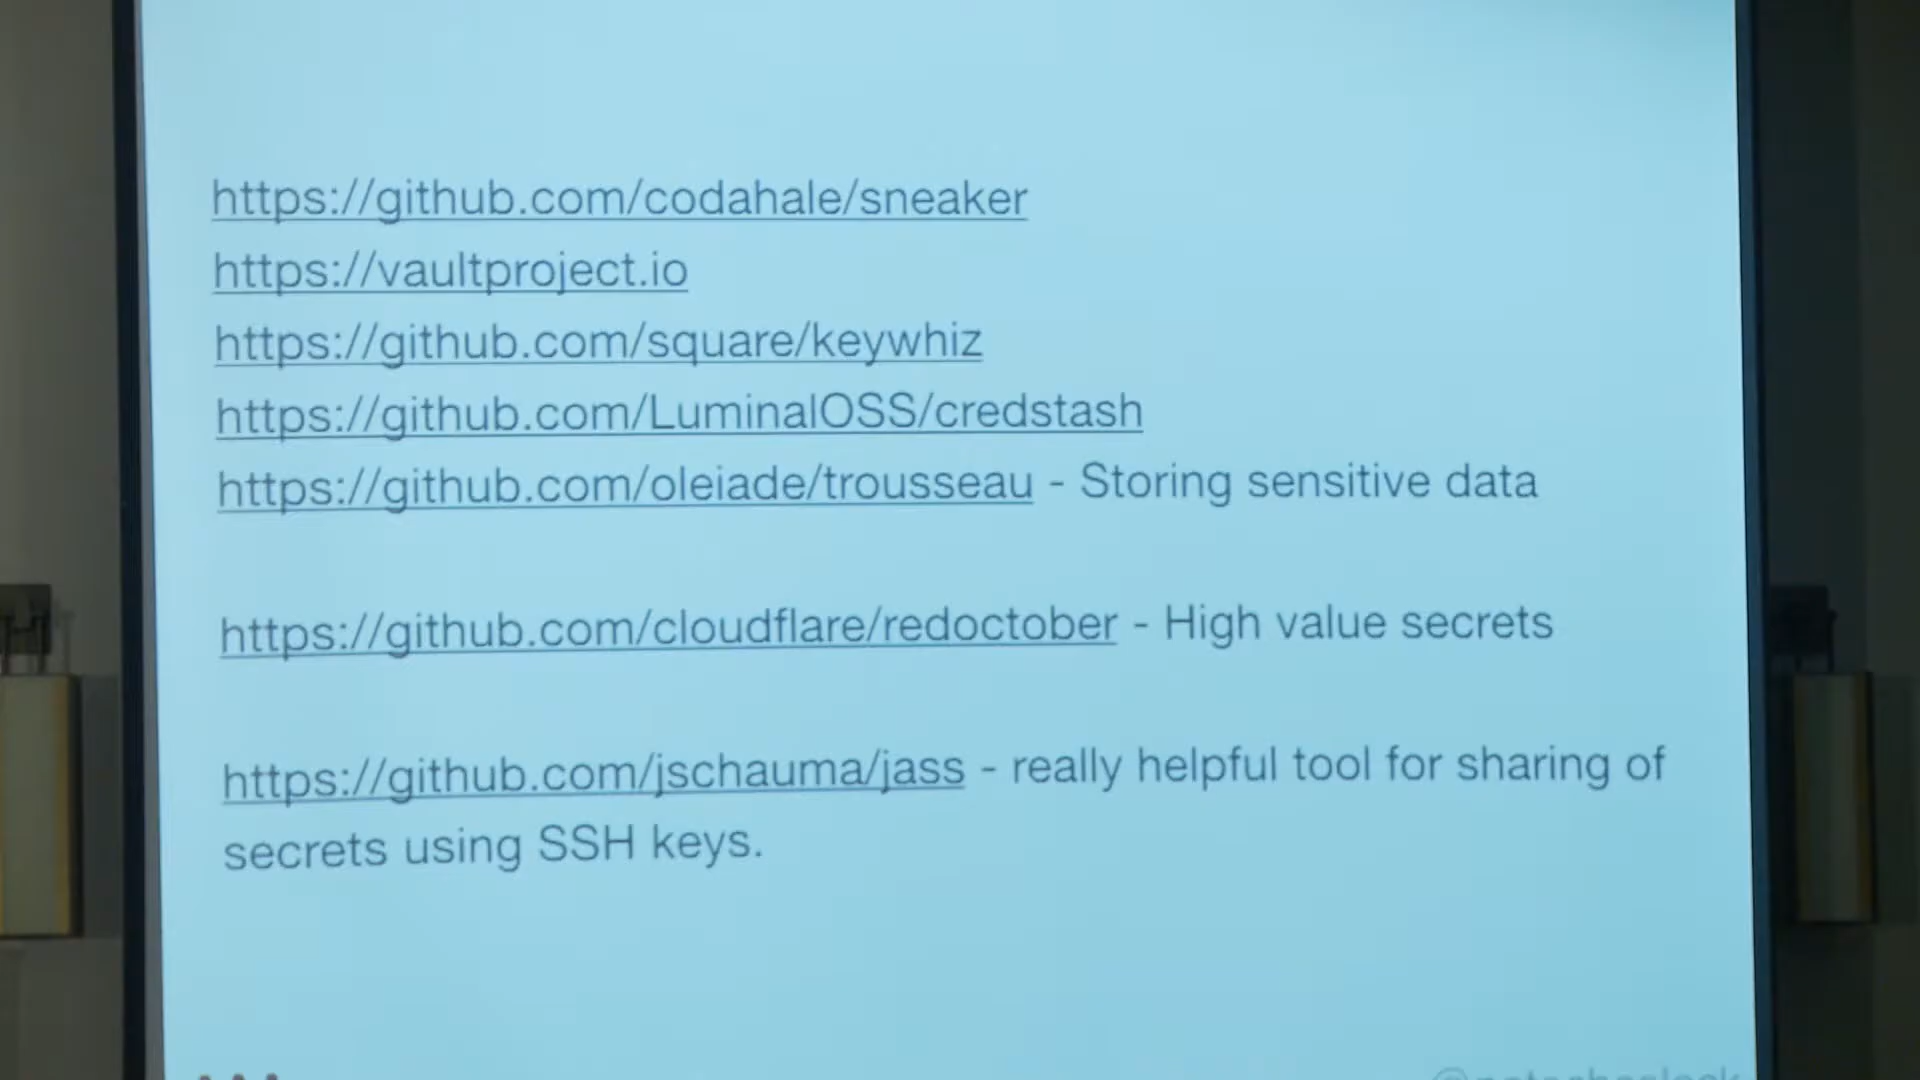 https://github.com/codahale/sneaker
https://vaultproject.io
https://github.com/square/keywhiz
https://github.com/LuminalOSS/credstash
https://github.com/oleiade/trousseau - Storing sensitive data
https://github.com/cloudflare/redoctober - High value secrets
https://github.com/jschauma/jass - really helpful tool for sharing of
secrets using SSH keys.